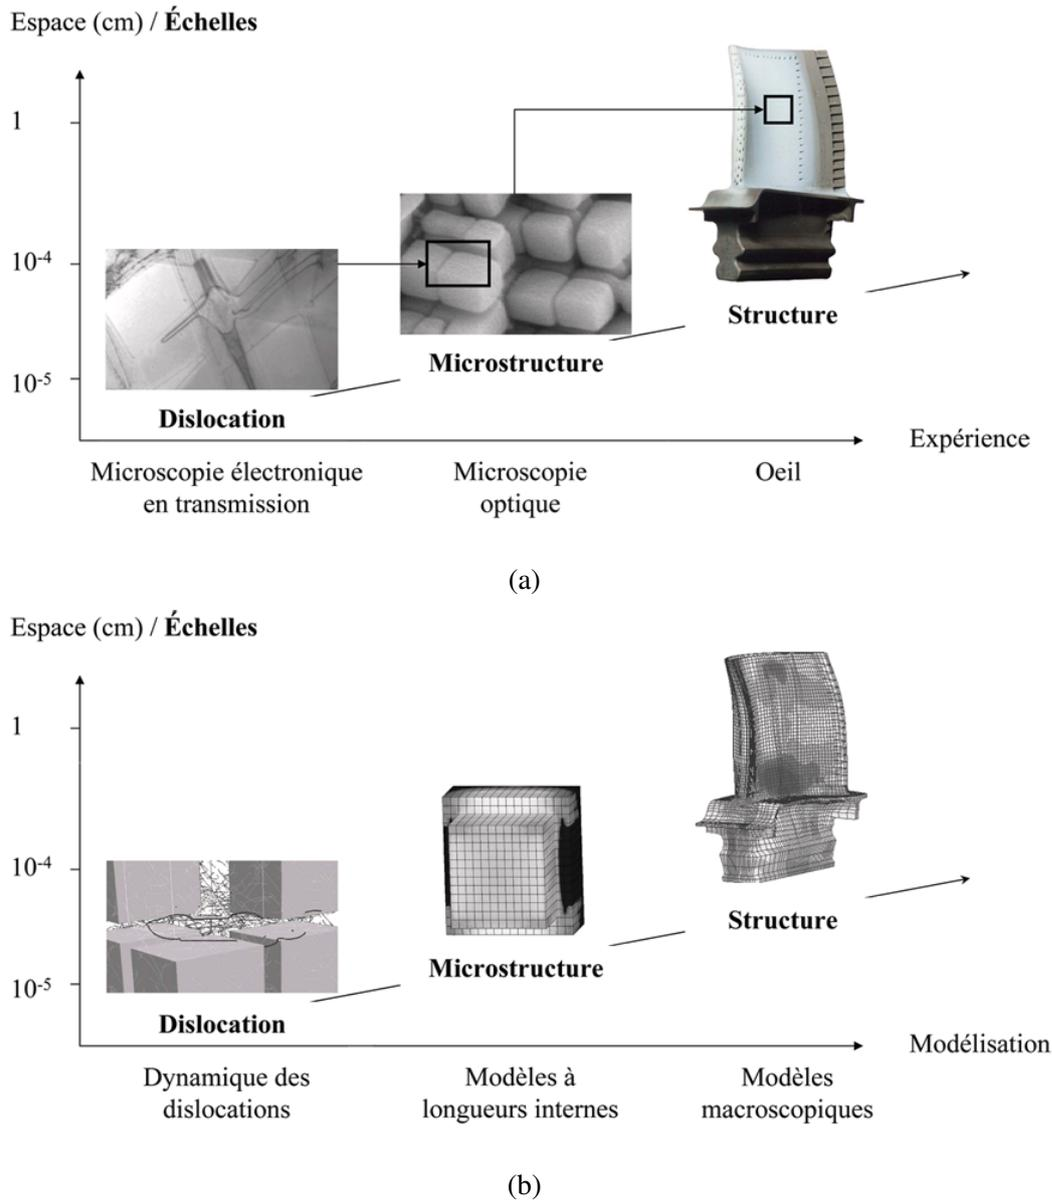 Espace (cm) / Échelles
1
10⁻⁴
10⁻⁵
Structure
Microstructure
Dislocation
Expérience
Microscopie électronique
en transmission
Microscopie
optique
Oeil
(a)
Espace (cm) / Échelles
1
10⁻⁴
10⁻⁵
Structure
Microstructure
Dislocation
Modélisation
Dynamique des
dislocations
Modèles à
longueurs internes
Modèles
macroscopiques
(b)